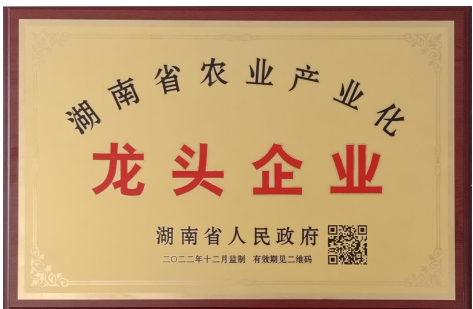 湖南省农业产业化
龙头企业
湖南省人民政府
二〇二二年十二月监制 有效期见二维码